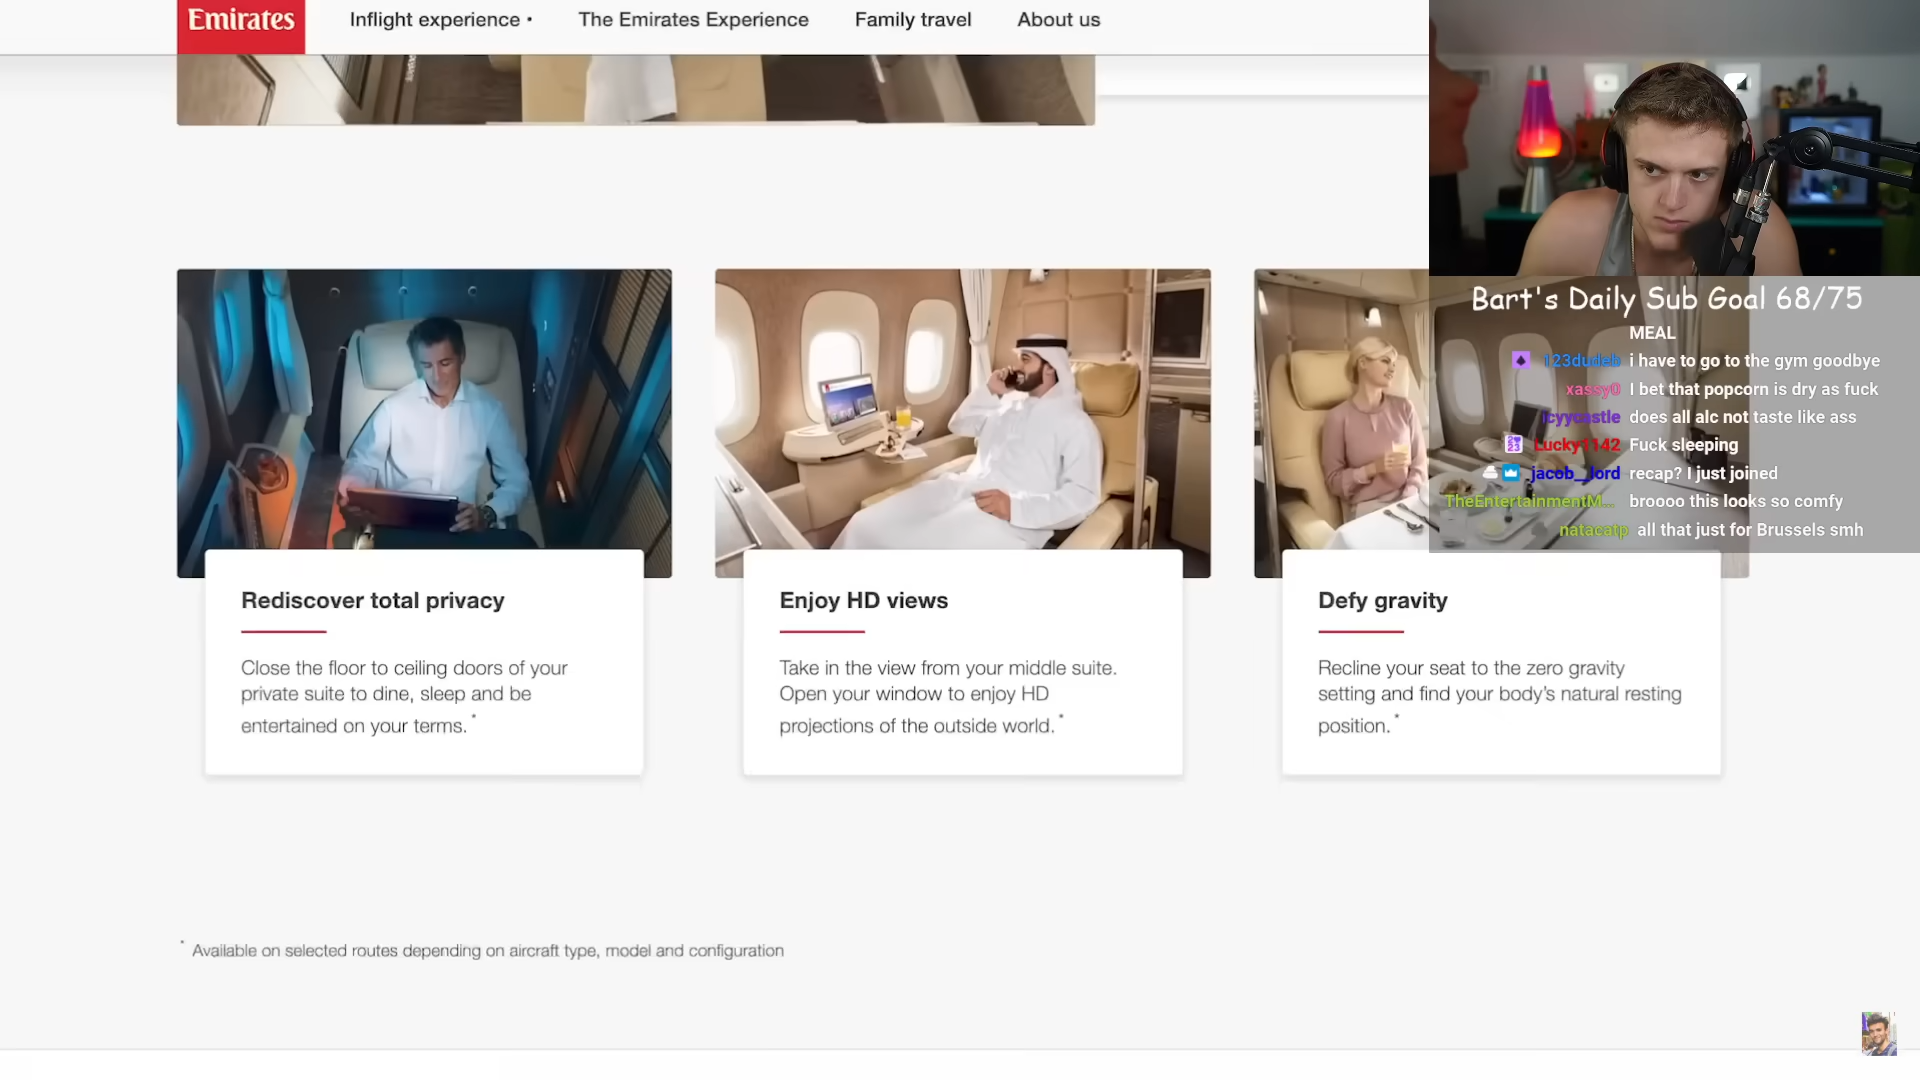 Emirates
Inflight experience
The Emirates Experience
Family travel
About us
Bart's Daily Sub Goal 68/75
MEAL
123dudeb i have to go to the gym goodbye
xassy0 I bet that popcorn is dry as fuck
icyycastle does all alc not taste like ass
Lucky1142 Fuck sleeping
jacob__lord recap? I just joined
TheEntertainmentM... broooo this looks so comfy
natacatp all that just for Brussels smh
Rediscover total privacy
Close the floor to ceiling doors of your
private suite to dine, sleep and be
entertained on your terms.*
Enjoy HD views
Take in the view from your middle suite.
Open your window to enjoy HD
projections of the outside world.*
Defy gravity
Recline your seat to the zero gravity
setting and find your body's natural resting
position.*
* Available on selected routes depending on aircraft type, model and configuration